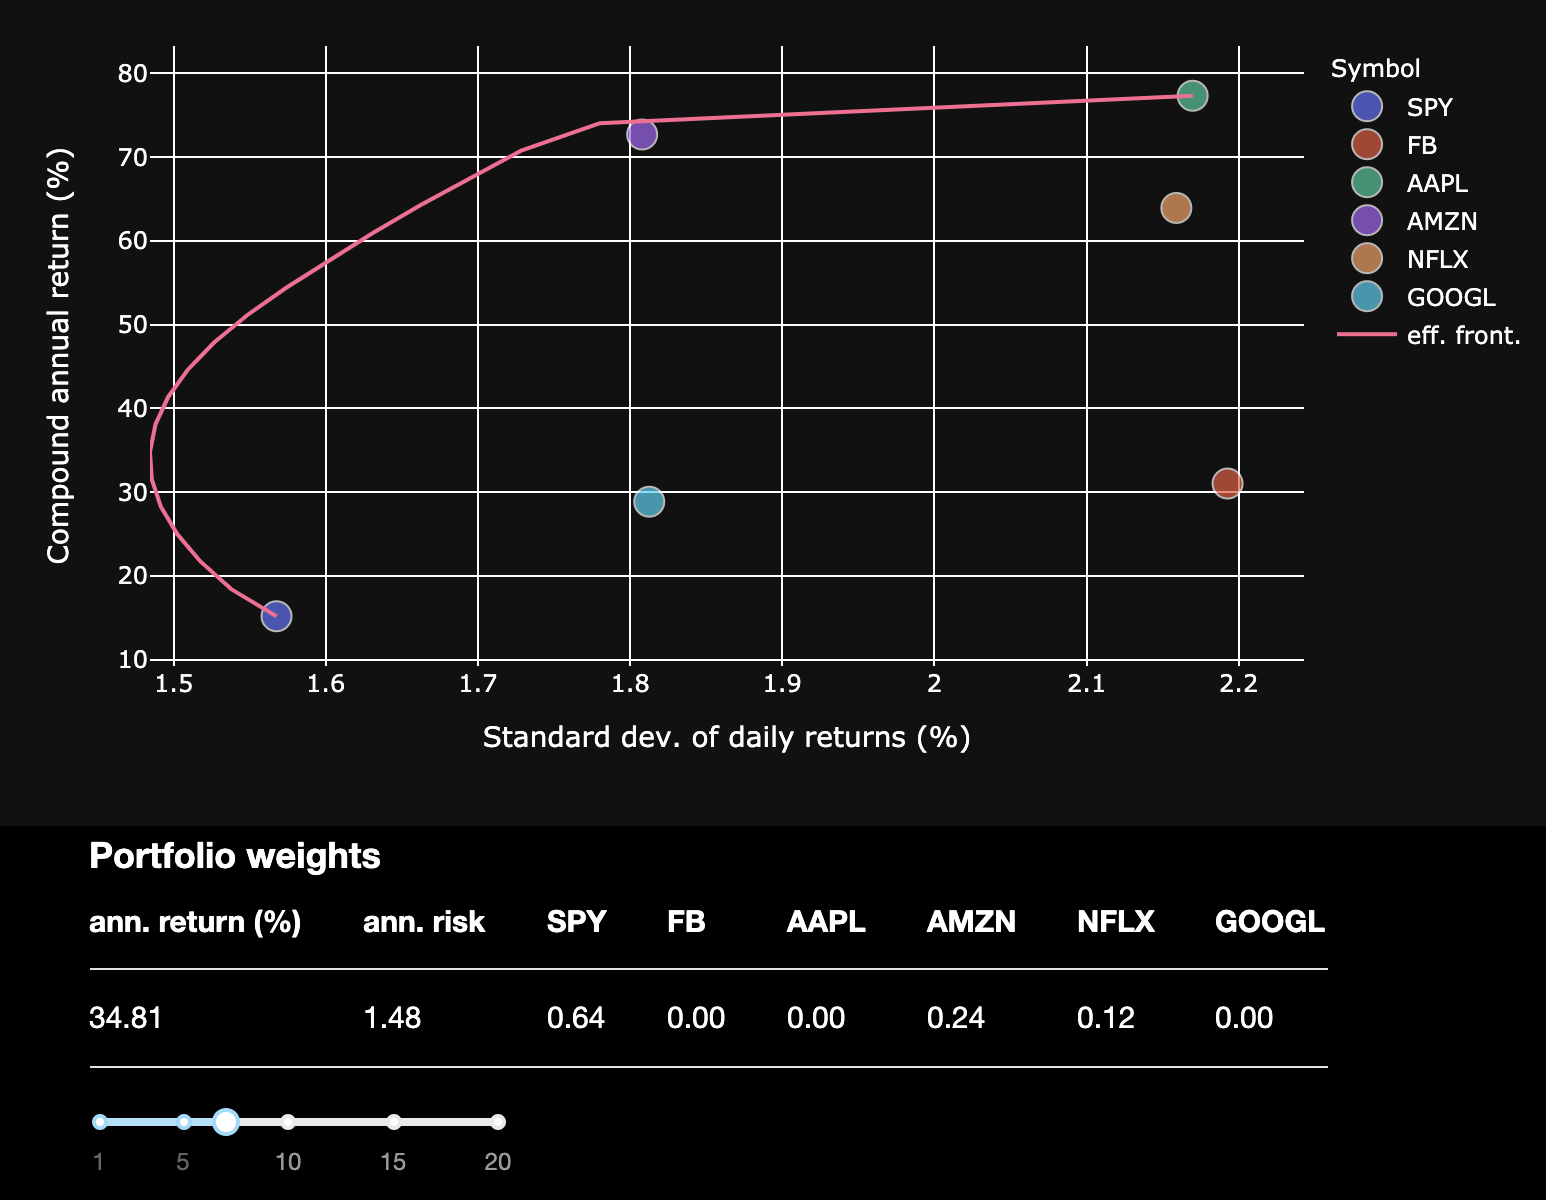 Symbol
SPY
FB
AAPL
AMZN
NFLX
GOOGL
eff. front.
Compound annual return (%)
80
70
60
50
40
30
20
10
1.5 1.6 1.7 1.8 1.9 2 2.1 2.2
Standard dev. of daily returns (%)
Portfolio weights
ann. return (%) ann. risk SPY FB AAPL AMZN NFLX GOOGL
34.81 1.48 0.64 0.00 0.00 0.24 0.12 0.00
1 5 10 15 20